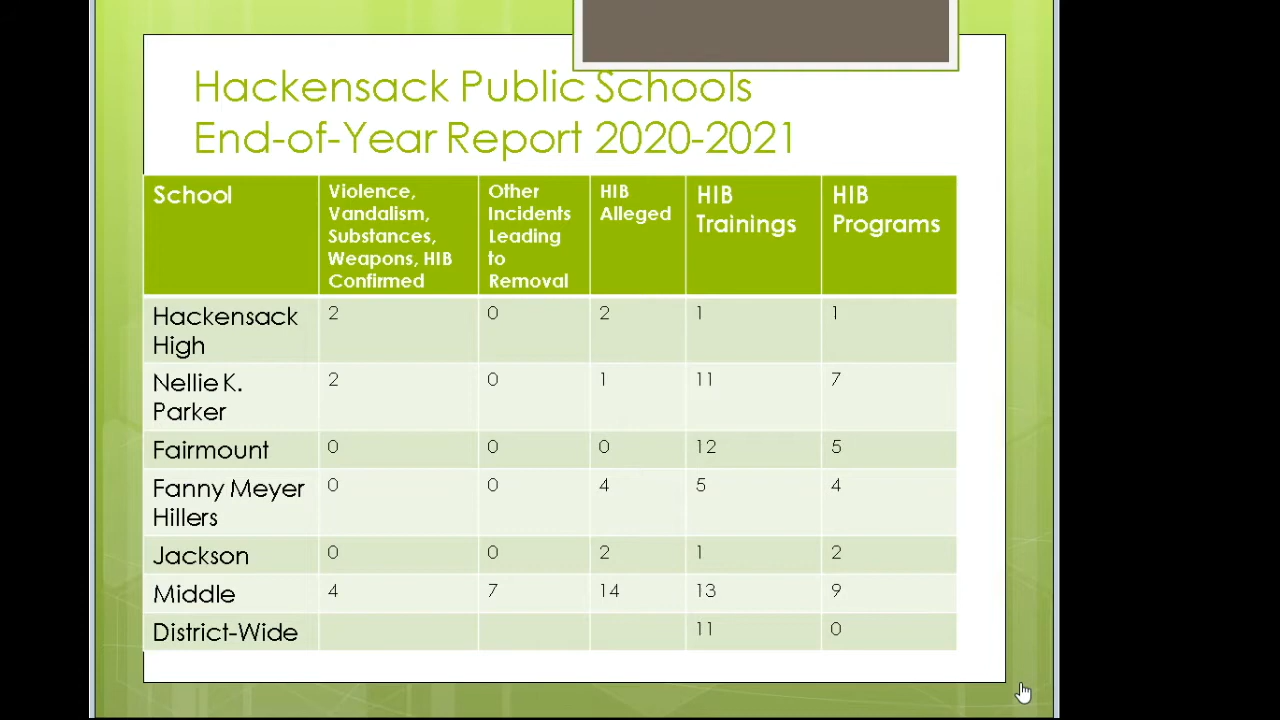 Hackensack Public Schools
End-of-Year Report 2020-2021
School
Violence,
Vandalism,
Substances,
Weapons, HIB
Confirmed
Other
Incidents
Leading
to
Removal
HIB
Alleged
HIB
Trainings
HIB
Programs
Hackensack
High
2
0
2
1
1
Nellie K.
Parker
2
0
1
11
7
Fairmount
0
0
0
12
5
Fanny Meyer
Hillers
0
0
4
5
4
Jackson
0
0
2
1
2
Middle
4
7
14
13
9
District-Wide
11
0